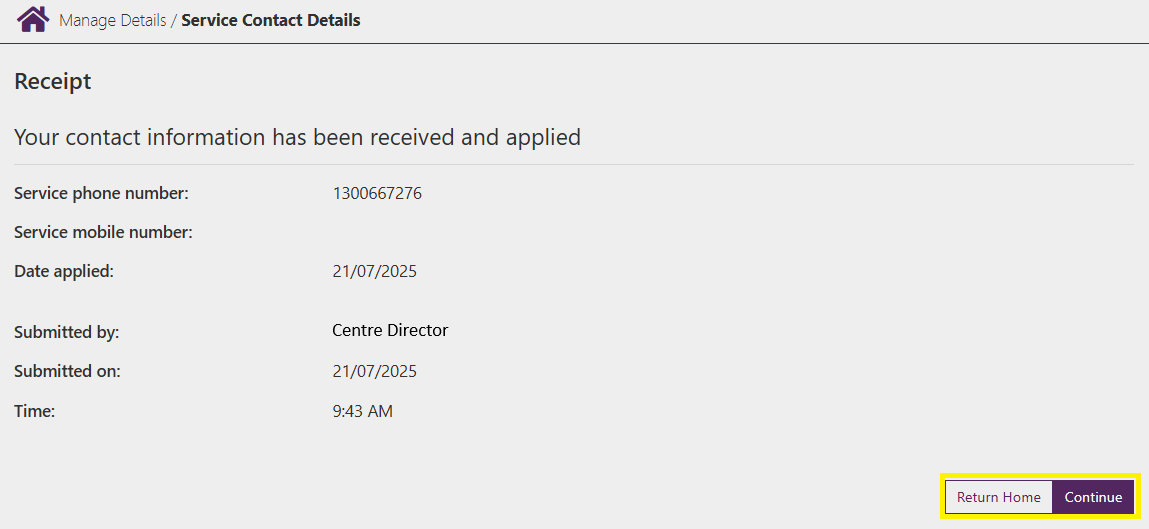 Manage Details / Service Contact Details
Receipt
Your contact information has been received and applied
Service phone number: 1300667276
Service mobile number:
Date applied: 21/07/2025
Submitted by: Centre Director
Submitted on: 21/07/2025
Time: 9:43 AM
Return Home Continue